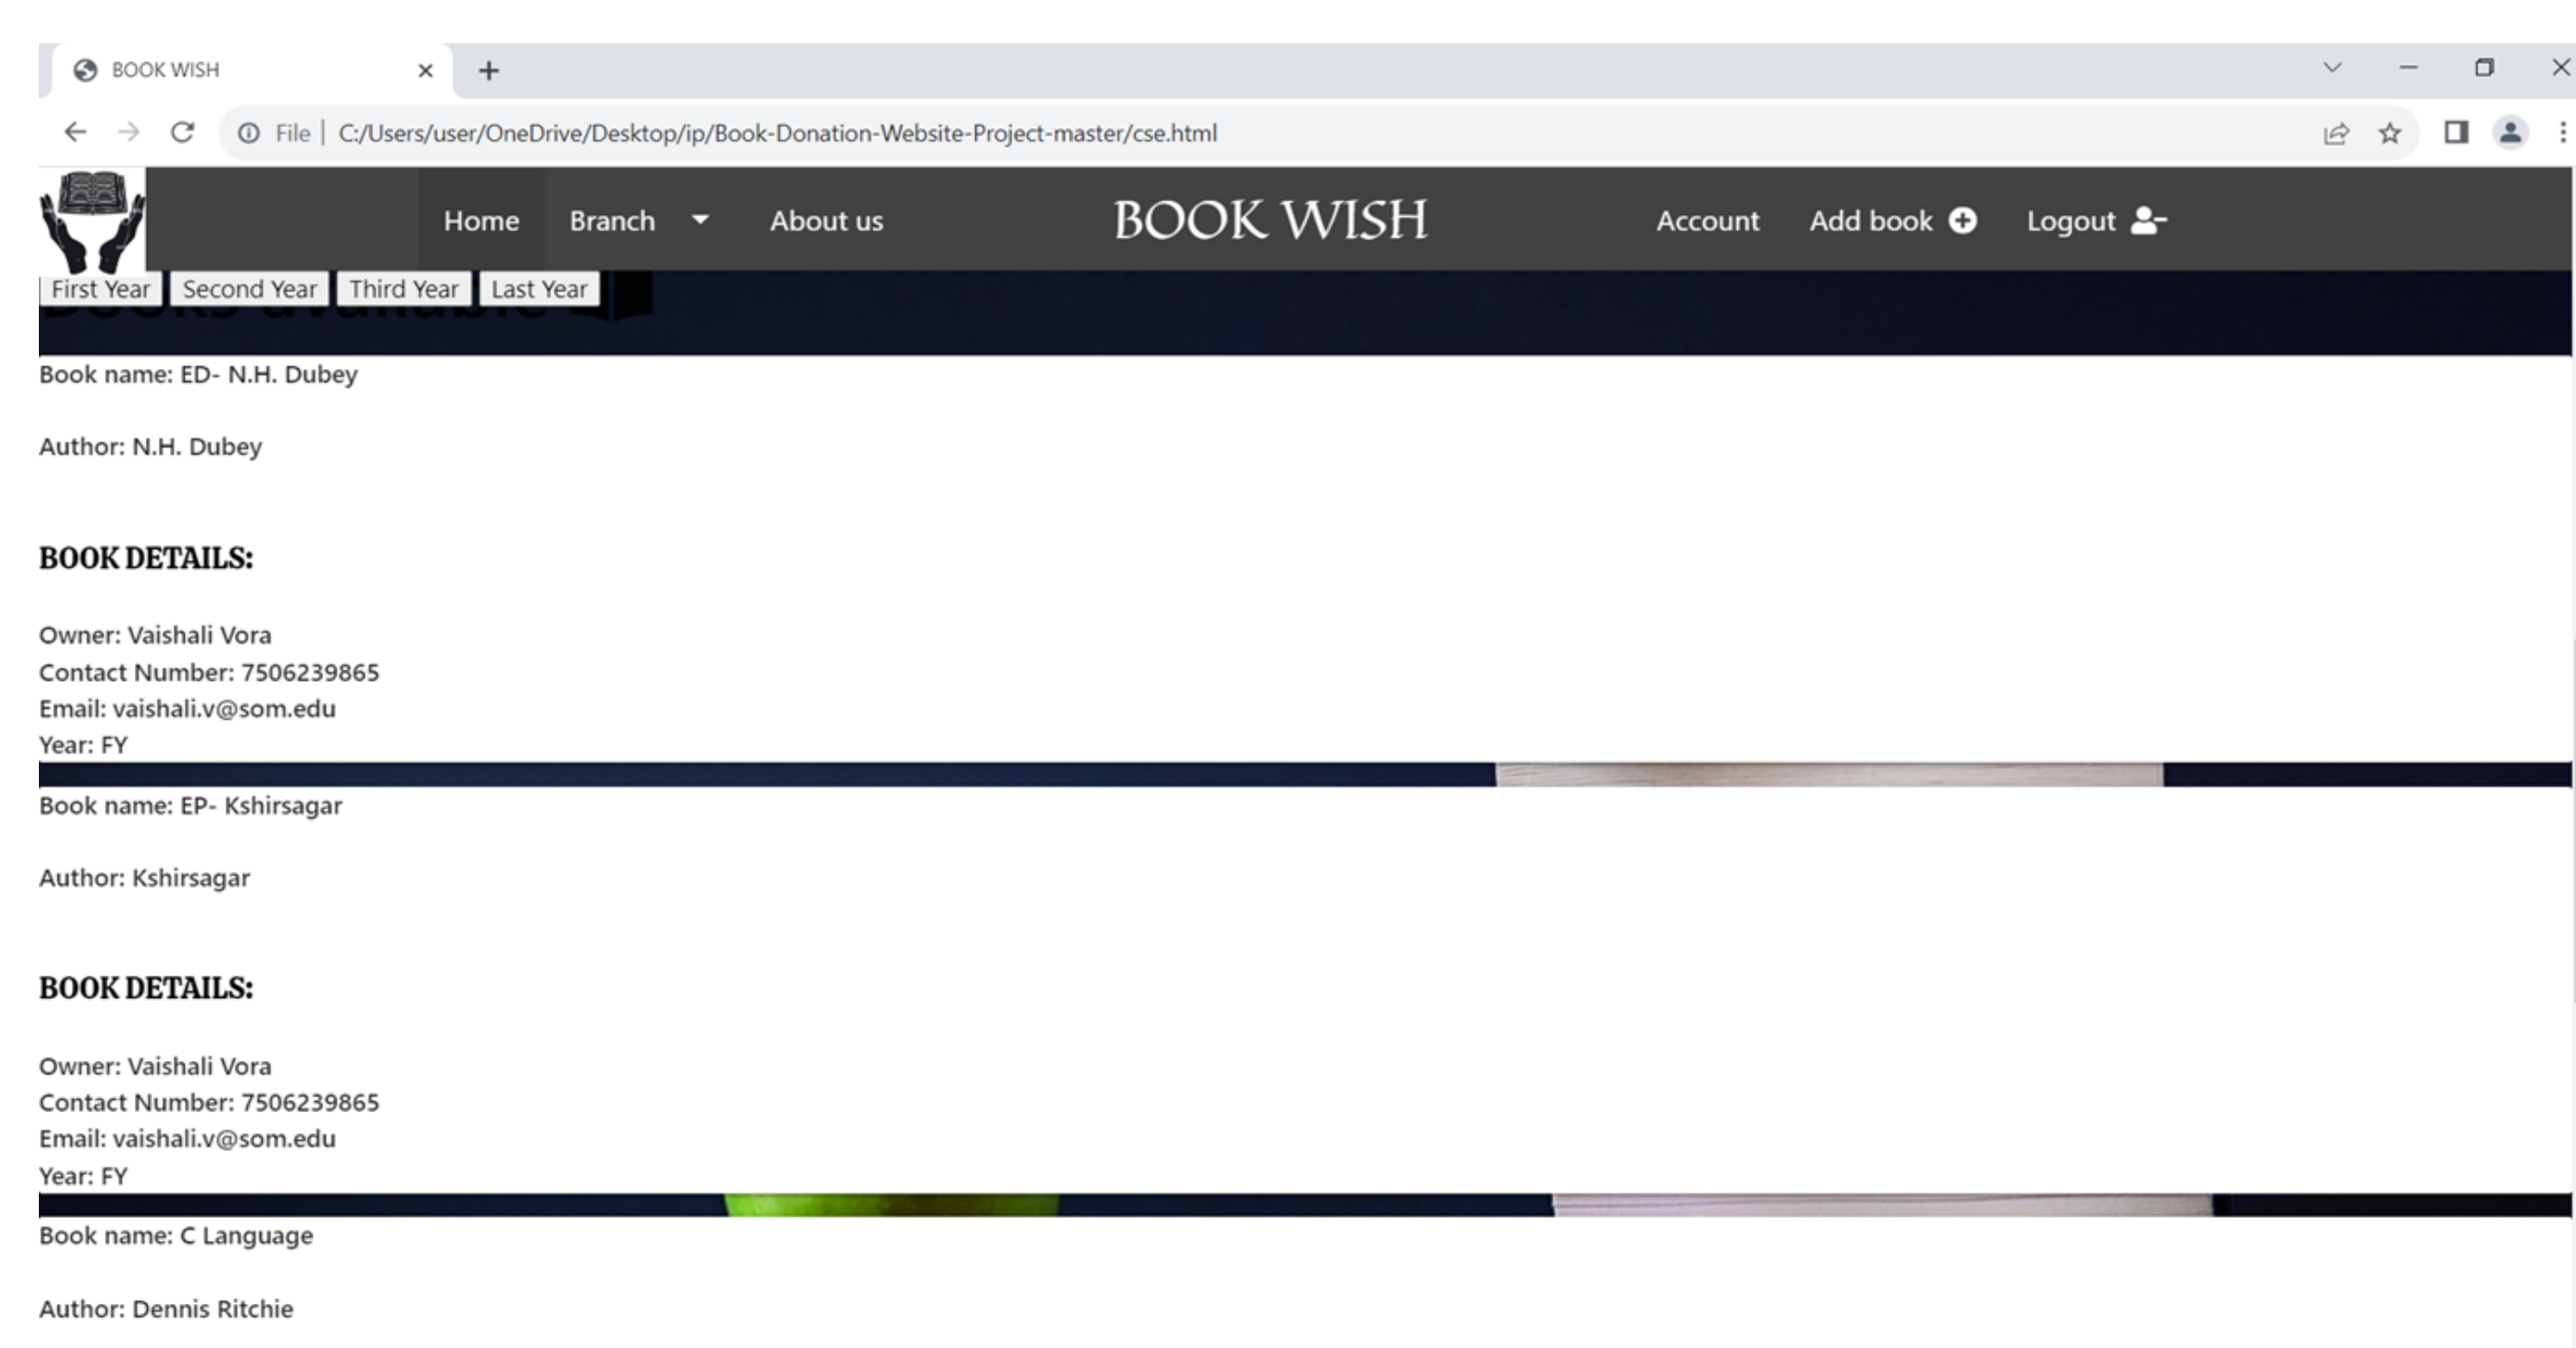 BOOK WISH
File | C:/Users/user/OneDrive/Desktop/ip/Book-Donation-Website-Project-master/cse.html
Home Branch About us BOOK WISH Account Add book Logout
First Year Second Year Third Year Last Year
Books available
Book name: ED- N.H. Dubey
Author: N.H. Dubey
BOOK DETAILS:
Owner: Vaishali Vora
Contact Number: 7506239865
Email: vaishali.v@som.edu
Year: FY
Book name: EP- Kshirsagar
Author: Kshirsagar
BOOK DETAILS:
Owner: Vaishali Vora
Contact Number: 7506239865
Email: vaishali.v@som.edu
Year: FY
Book name: C Language
Author: Dennis Ritchie